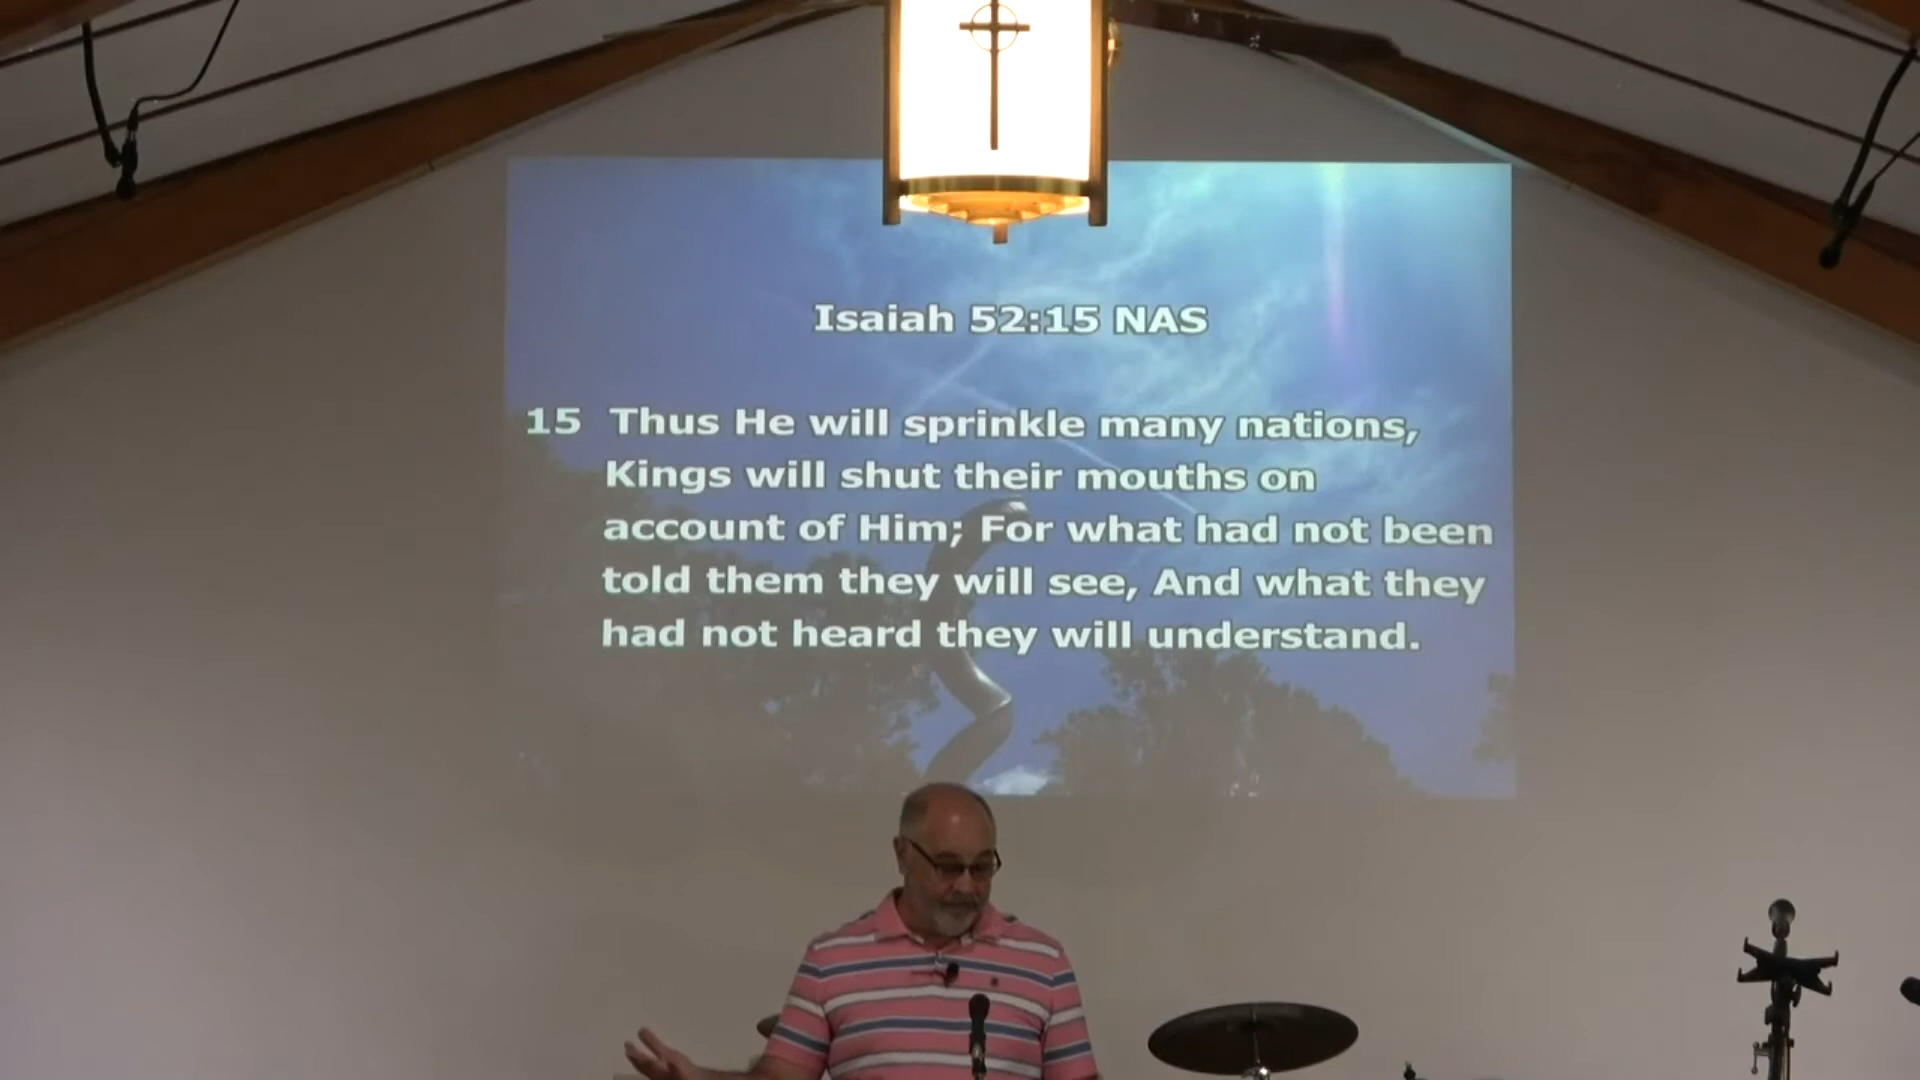 Isaiah 52:15 NAS
15 Thus He will sprinkle many nations,
Kings will shut their mouths on
account of Him; For what had not been
told them they will see, And what they
had not heard they will understand.